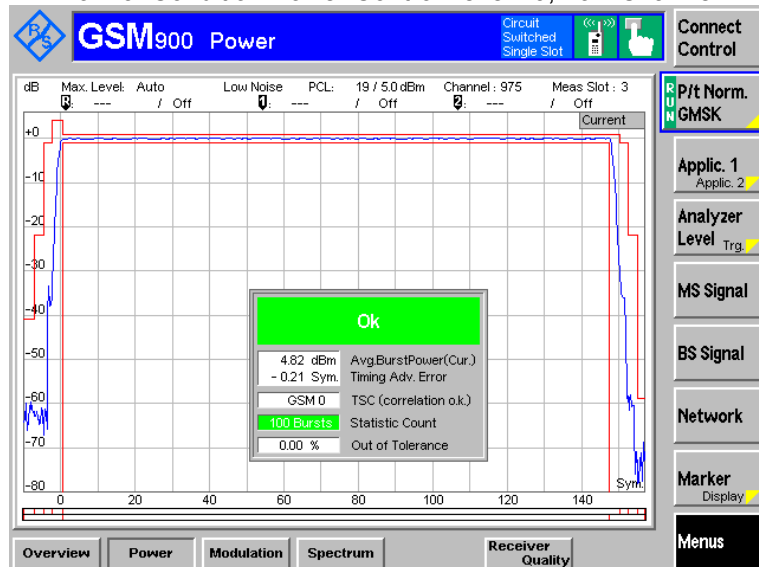 R/S
GSM900 Power
Circuit
Switched
Single Slot
Connect
Control
dB Max. Level: Auto Low Noise PCL: 19 / 5.0 dBm Channel : 975 Meas Slot : 3
R: --- / Off 1: --- / Off 2: --- / Off
Current
RUN
P/t Norm.
GMSK
Applic. 1
Applic. 2
Analyzer
Level Trg.
MS Signal
BS Signal
Network
Marker
Display
Menus
+0
-10
-20
-30
-40
-50
-60
-70
-80
0 20 40 60 80 100 120 140
Sym.
Ok
4.82 dBm Avg.BurstPower(Cur.)
- 0.21 Sym. Timing Adv. Error
GSM 0 TSC (correlation o.k.)
100 Bursts Statistic Count
0.00 % Out of Tolerance
Overview Power Modulation Spectrum Receiver
Quality